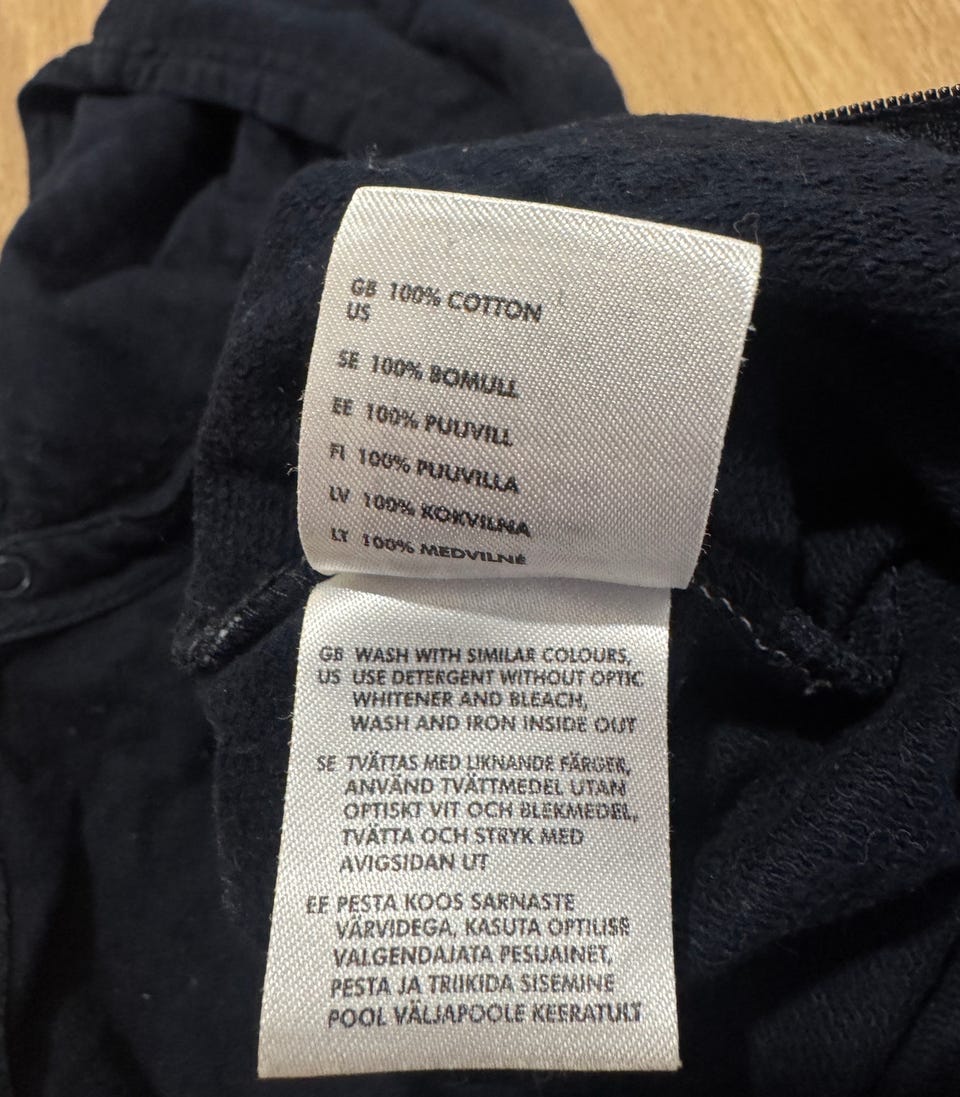 GB 100% COTTON
US
SE 100% BOMULL
EE 100% PUUVILL
FI 100% PUUVILLA
LV 100% KOKVILNA
LT 100% MEDVILNĖ
GB WASH WITH SIMILAR COLOURS,
US USE DETERGENT WITHOUT OPTIC
WHITENER AND BLEACH,
WASH AND IRON INSIDE OUT
SE TVÄTTAS MED LIKNANDE FÄRGER,
ANVÄND TVÄTTMEDEL UTAN
OPTISKT VIT OCH BLEKMEDEL,
TVÄTTA OCH STRYK MED
AVIGSIDAN UT
EE PESTA KOOS SARNASTE
VÄRVIDEGA, KASUTA OPTILISE
VALGENDAJATA PESUAINET,
PESTA JA TRIIKIDA SISEMINE
POOL VÄLJAPOOLE KEERATULT